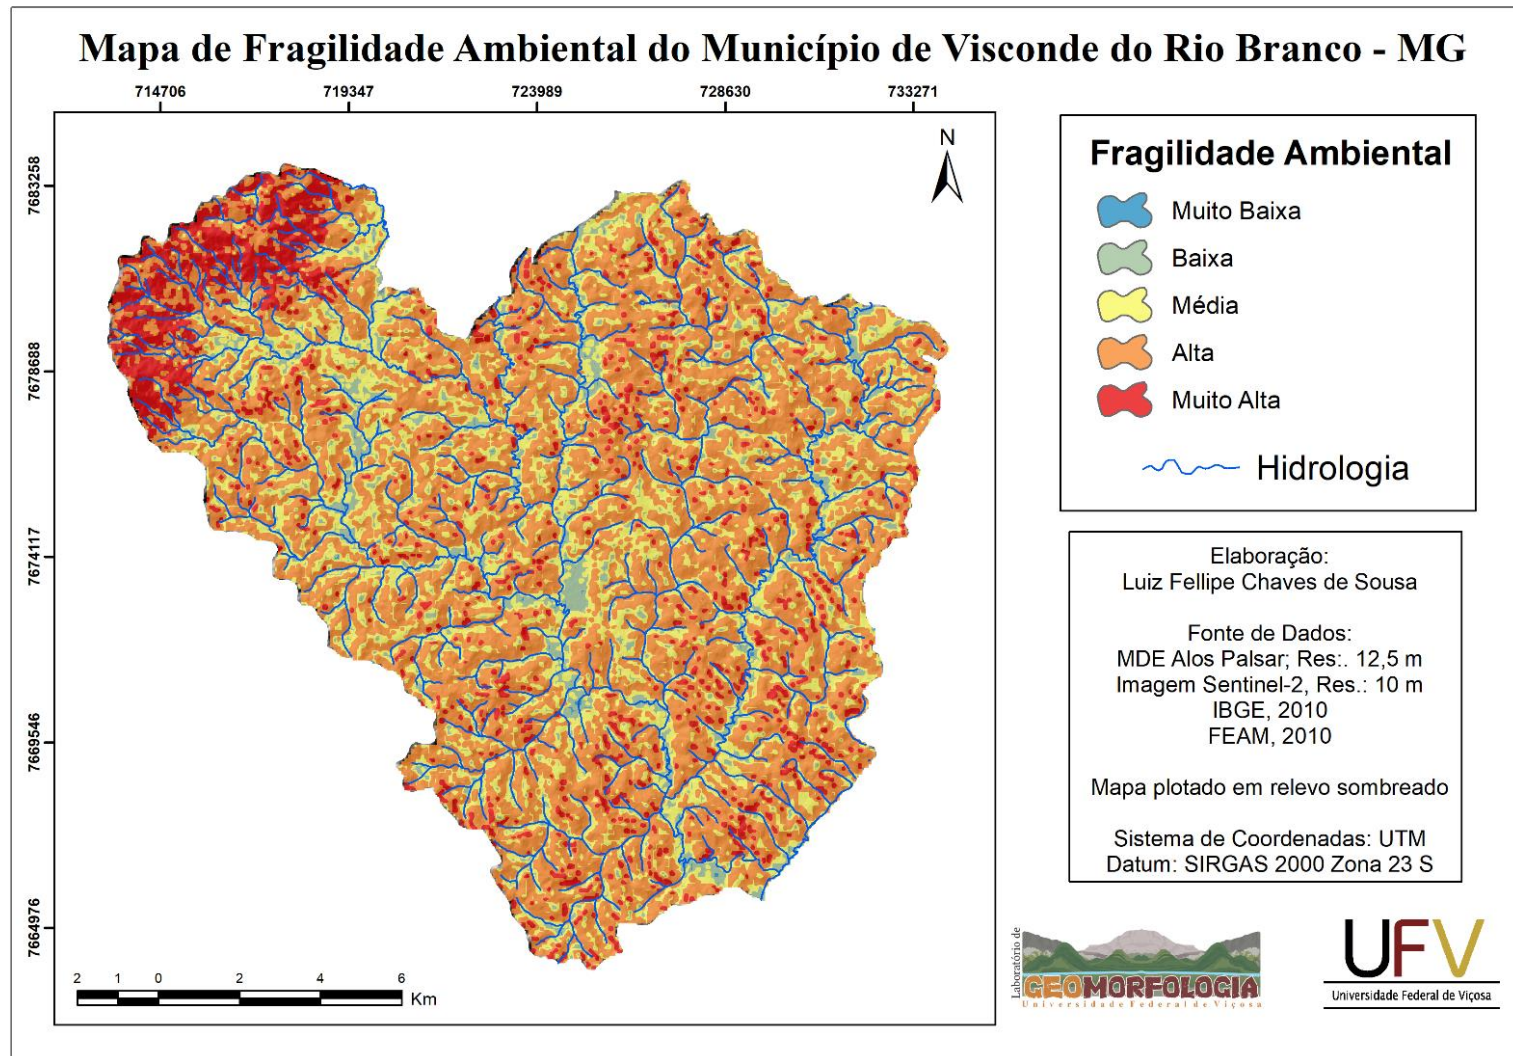 Mapa de Fragilidade Ambiental do Município de Visconde do Rio Branco - MG
714706 719347 723989 728630 733271
7683258
767888
7674117
7669546
7664976
N
2 1 0 2 4 6
Km
Fragilidade Ambiental
Muito Baixa
Baixa
Média
Alta
Muito Alta
Hidrologia
Elaboração:
Luiz Fellipe Chaves de Sousa
Fonte de Dados:
MDE Alos Palsar; Res:. 12,5 m
Imagem Sentinel-2, Res.: 10 m
IBGE, 2010
FEAM, 2010
Mapa plotado em relevo sombreado
Sistema de Coordenadas: UTM
Datum: SIRGAS 2000 Zona 23 S
Laboratório de
GEOMORFOLOGIA
Universidade Federal de Viçosa
UFV
Universidade Federal de Viçosa